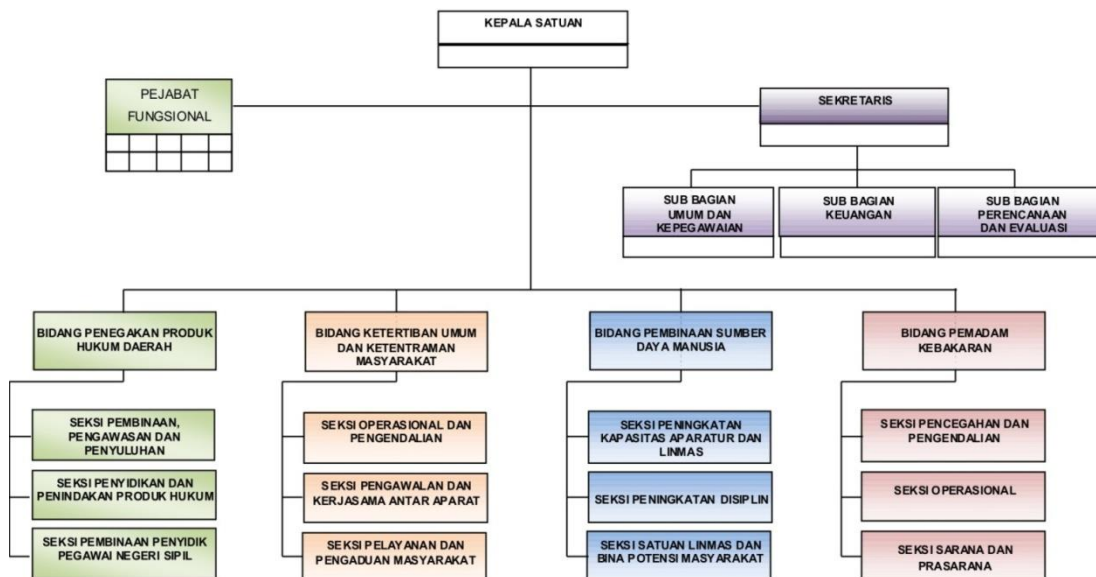 KEPALA SATUAN
PEJABAT
FUNGSIONAL
SEKRETARIS
SUB BAGIAN
UMUM DAN
KEPEGAWAIAN
SUB BAGIAN
KEUANGAN
SUB BAGIAN
PERENCANAAN
DAN EVALUASI
BIDANG PENEGAKAN PRODUK
HUKUM DAERAH
SEKSI PEMBINAAN,
PENGAWASAN DAN
PENYULUHAN
SEKSI PENYIDIKAN DAN
PENINDAKAN PRODUK HUKUM
SEKSI PEMBINAAN PENYIDIK
PEGAWAI NEGERI SIPIL
BIDANG KETERTIBAN UMUM
DAN KETENTRAMAN
MASYARAKAT
SEKSI OPERASIONAL DAN
PENGENDALIAN
SEKSI PENGAWALAN DAN
KERJASAMA ANTAR APARAT
SEKSI PELAYANAN DAN
PENGADUAN MASYARAKAT
BIDANG PEMBINAAN SUMBER
DAYA MANUSIA
SEKSI PENINGKATAN
KAPASITAS APARATUR DAN
LINMAS
SEKSI PENINGKATAN DISIPLIN
SEKSI SATUAN LINMAS DAN
BINA POTENSI MASYARAKAT
BIDANG PEMADAM
KEBAKARAN
SEKSI PENCEGAHAN DAN
PENGENDALIAN
SEKSI OPERASIONAL
SEKSI SARANA DAN
PRASARANA